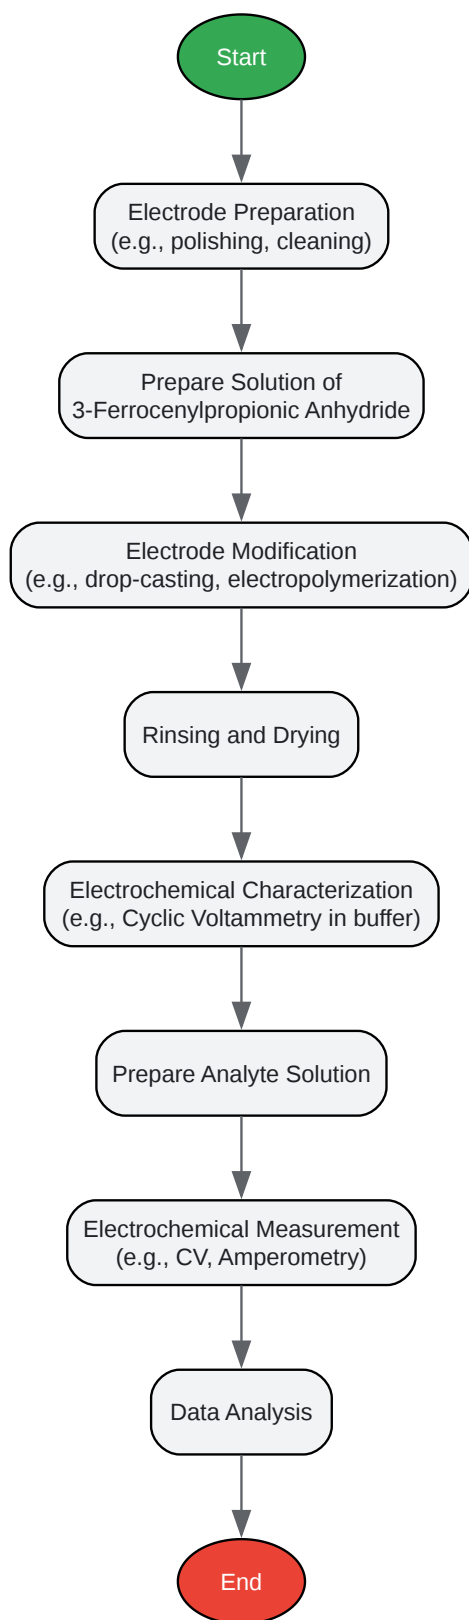 Start
Electrode Preparation
(e.g., polishing, cleaning)
Prepare Solution of
3-Ferrocenylpropionic Anhydride
Electrode Modification
(e.g., drop-casting, electropolymerization)
Rinsing and Drying
Electrochemical Characterization
(e.g., Cyclic Voltammetry in buffer)
Prepare Analyte Solution
Electrochemical Measurement
(e.g., CV, Amperometry)
Data Analysis
End